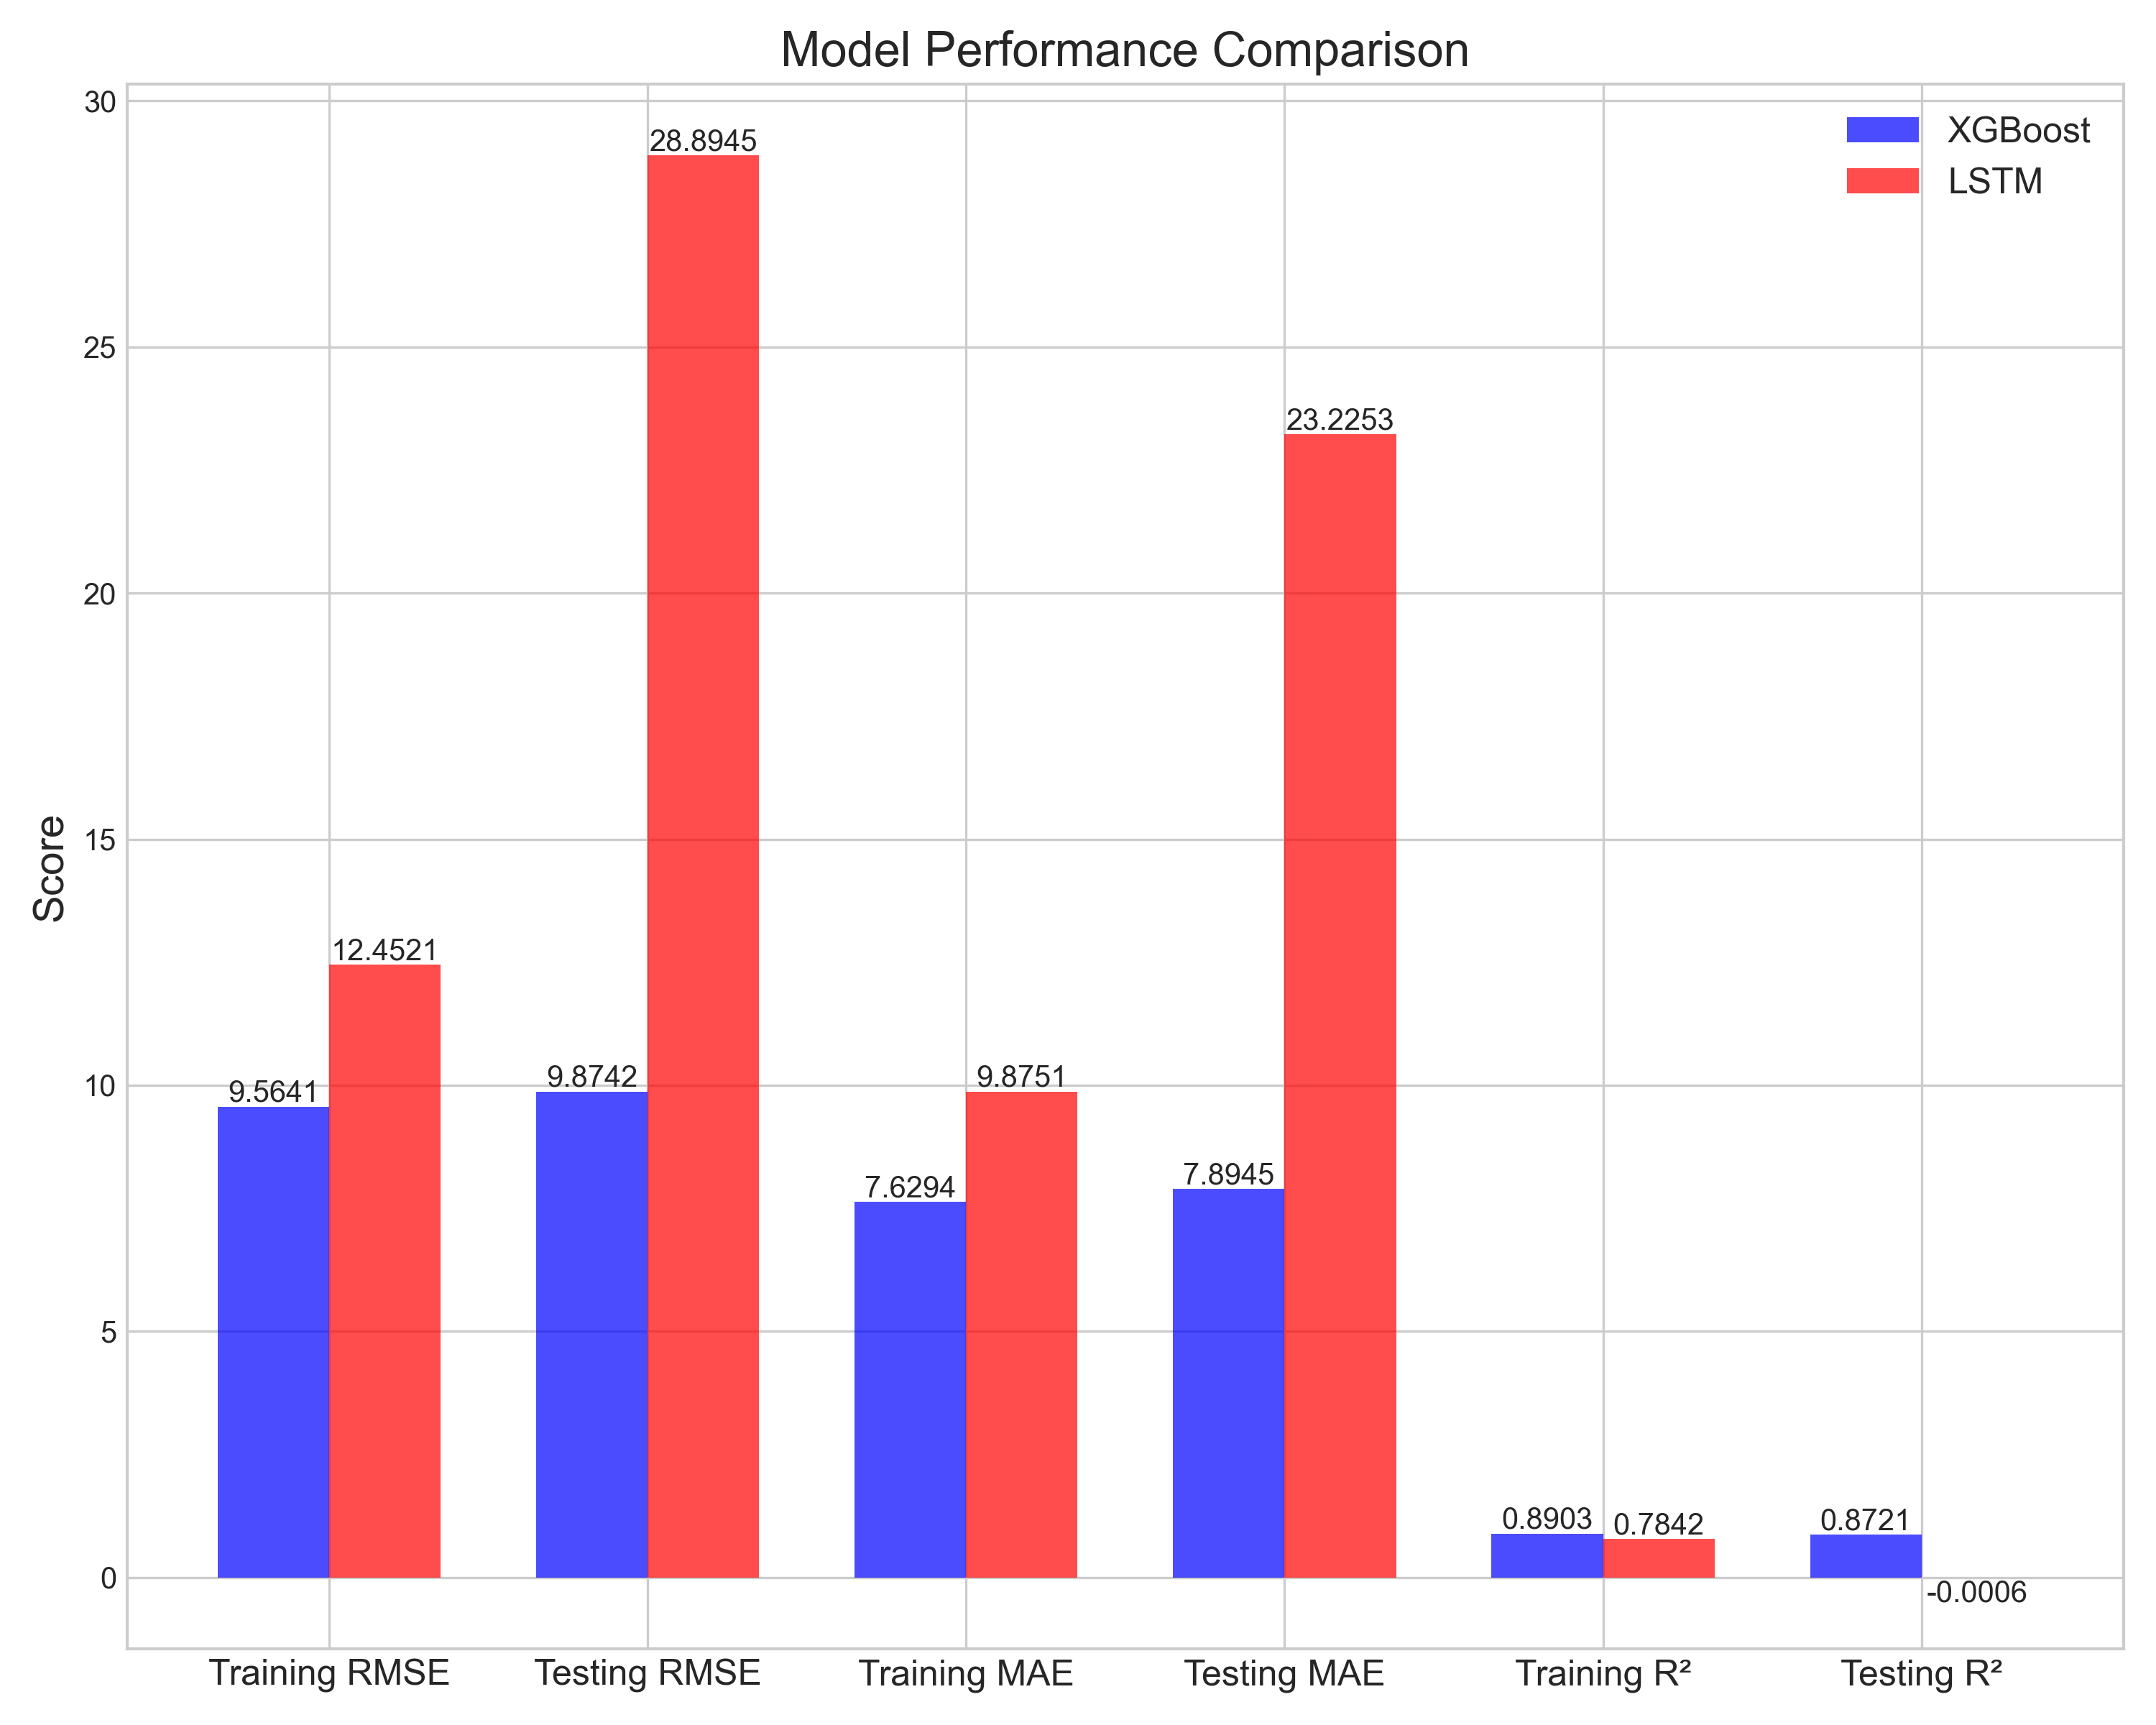 Model Performance Comparison
XGBoost
LSTM
Score
30
25
20
15
10
5
0
9.5641
12.4521
9.8742
28.8945
7.6294
9.8751
7.8945
23.2253
0.8903
0.7842
0.8721
-0.0006
Training RMSE
Testing RMSE
Training MAE
Testing MAE
Training R²
Testing R²